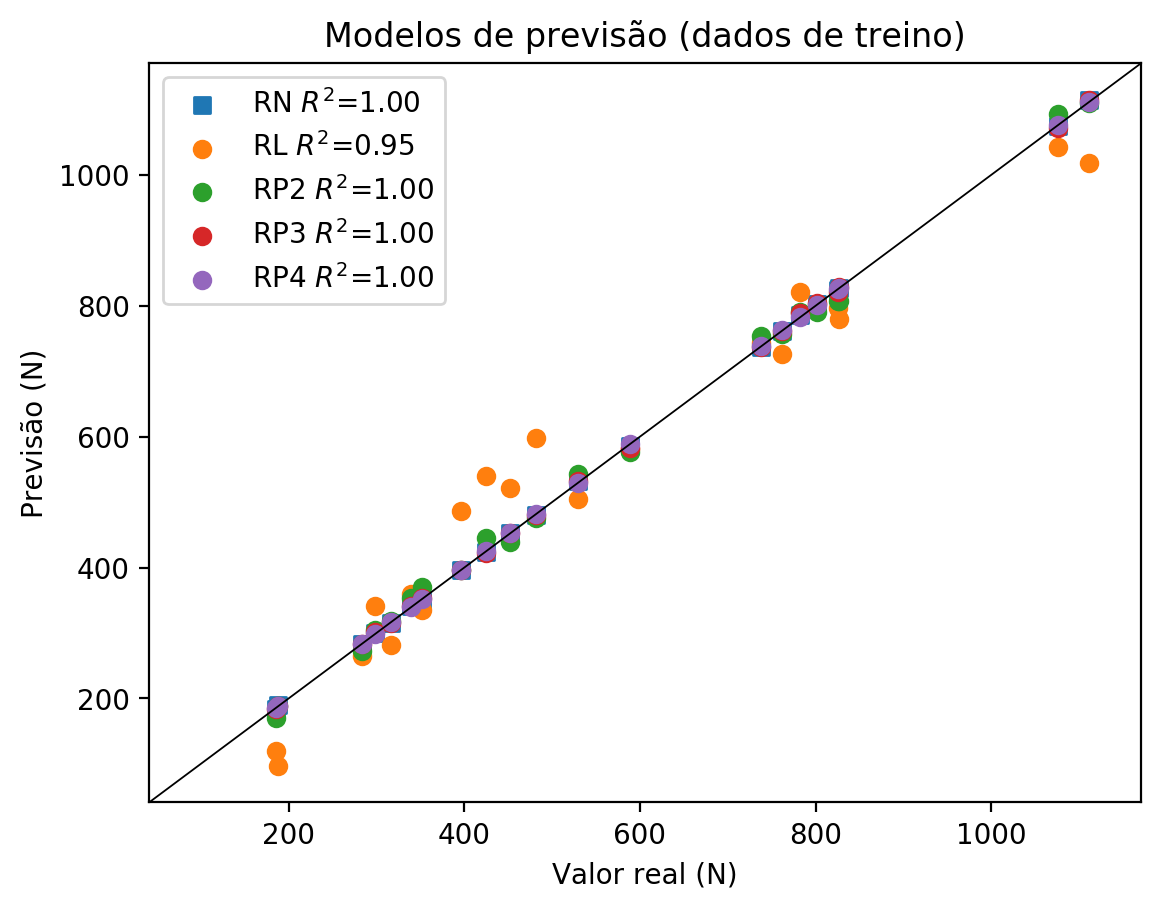 Modelos de previsão (dados de treino)
RN R²=1.00
RL R²=0.95
RP2 R²=1.00
RP3 R²=1.00
RP4 R²=1.00
1000
800
600
400
200
Previsão (N)
200 400 600 800 1000
Valor real (N)